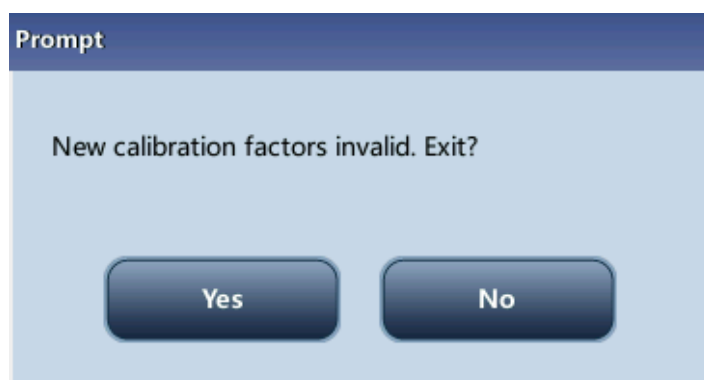 Prompt
New calibration factors invalid. Exit?
Yes
No